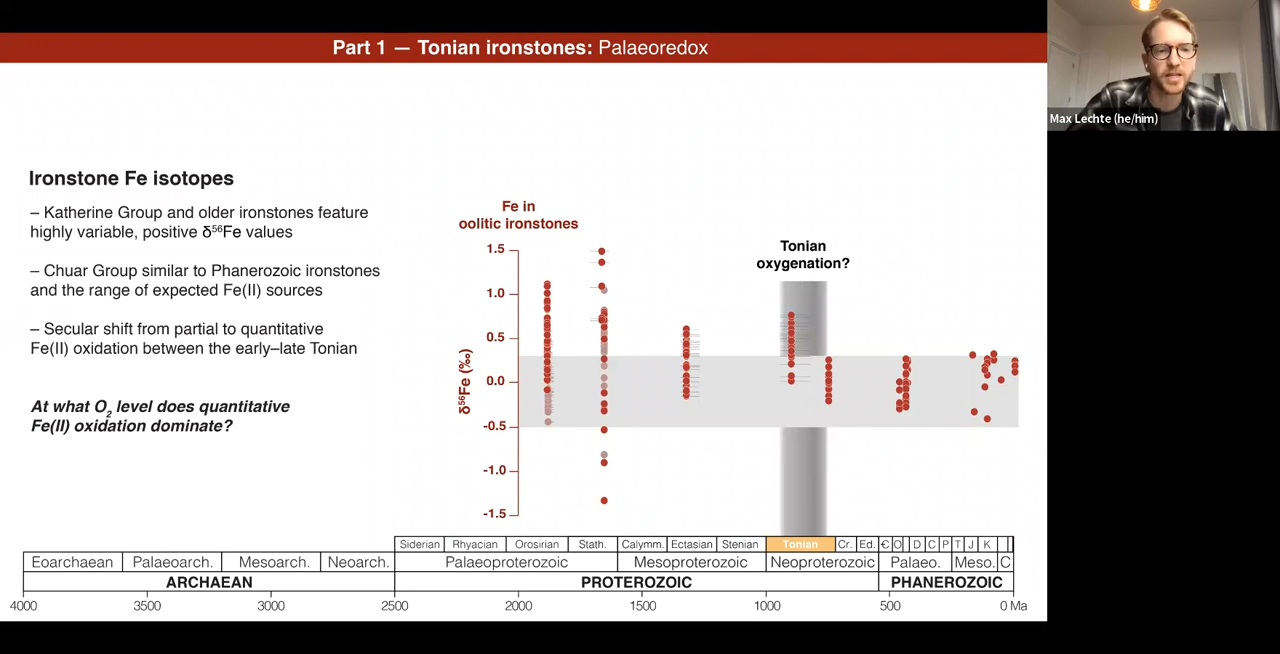 Part 1 — Tonian ironstones: Palaeoredox
Max Lechte (he/him)
Ironstone Fe isotopes
– Katherine Group and older ironstones feature
highly variable, positive δ⁵⁶Fe values
– Chuar Group similar to Phanerozoic ironstones
and the range of expected Fe(II) sources
– Secular shift from partial to quantitative
Fe(II) oxidation between the early–late Tonian
At what O₂ level does quantitative
Fe(II) oxidation dominate?
Fe in
oolitic ironstones
Tonian
oxygenation?
1.5
1.0
0.5
0.0
-0.5
-1.0
-1.5
δ⁵⁶Fe (‰)
Siderian Rhyacian Orosirian Stath. Calymm. Ectasian Stenian Tonian Cr. Ed. € O D C P T J K
Eoarchaean Palaeoarch. Mesoarch. Neoarch. Palaeoproterozoic Mesoproterozoic Neoproterozoic Palaeo. Meso. C
ARCHAEAN PROTEROZOIC PHANEROZOIC
4000 3500 3000 2500 2000 1500 1000 500 0 Ma